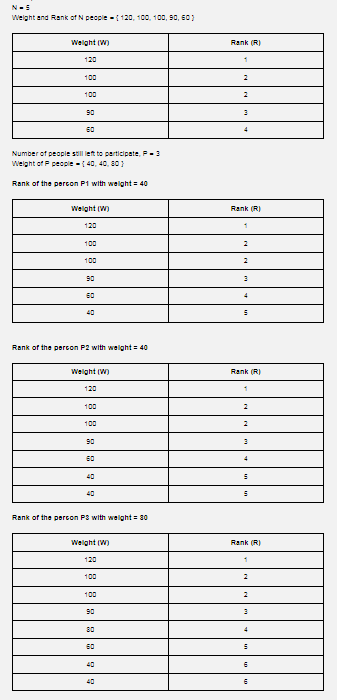 N = 5
Weight and Rank of N people = { 120, 100, 100, 90, 60 }
Weight (W) Rank (R)
120 1
100 2
100 2
90 3
60 4
Number of people still left to participate, P = 3
Weight of P people = { 40, 40, 80 }
Rank of the person P1 with weight = 40
Weight (W) Rank (R)
120 1
100 2
100 2
90 3
60 4
40 5
Rank of the person P2 with weight = 40
Weight (W) Rank (R)
120 1
100 2
100 2
90 3
60 4
40 5
40 5
Rank of the person P3 with weight = 80
Weight (W) Rank (R)
120 1
100 2
100 2
90 3
80 4
60 5
40 6
40 6